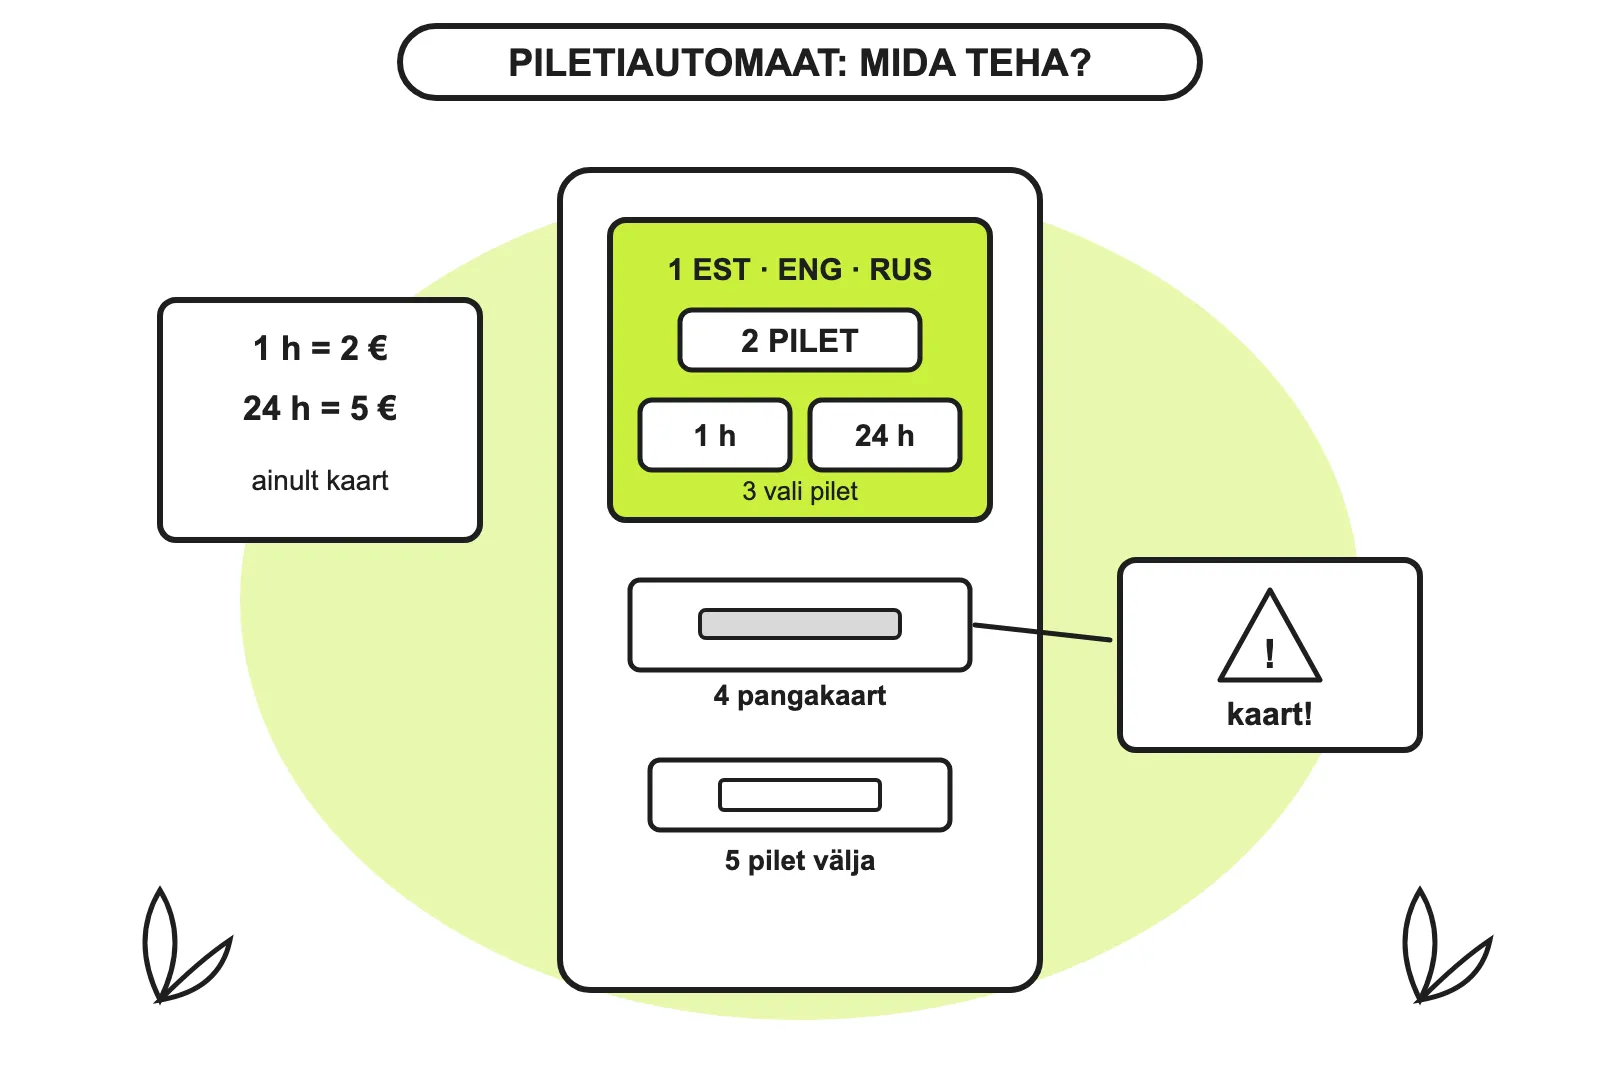 PILETIAUTOMAAT: MIDA TEHA?
1 EST · ENG · RUS
2 PILET
1 h
24 h
3 vali pilet
1 h = 2 €
24 h = 5 €
ainult kaart
4 pangakaart
!
kaart!
5 pilet välja